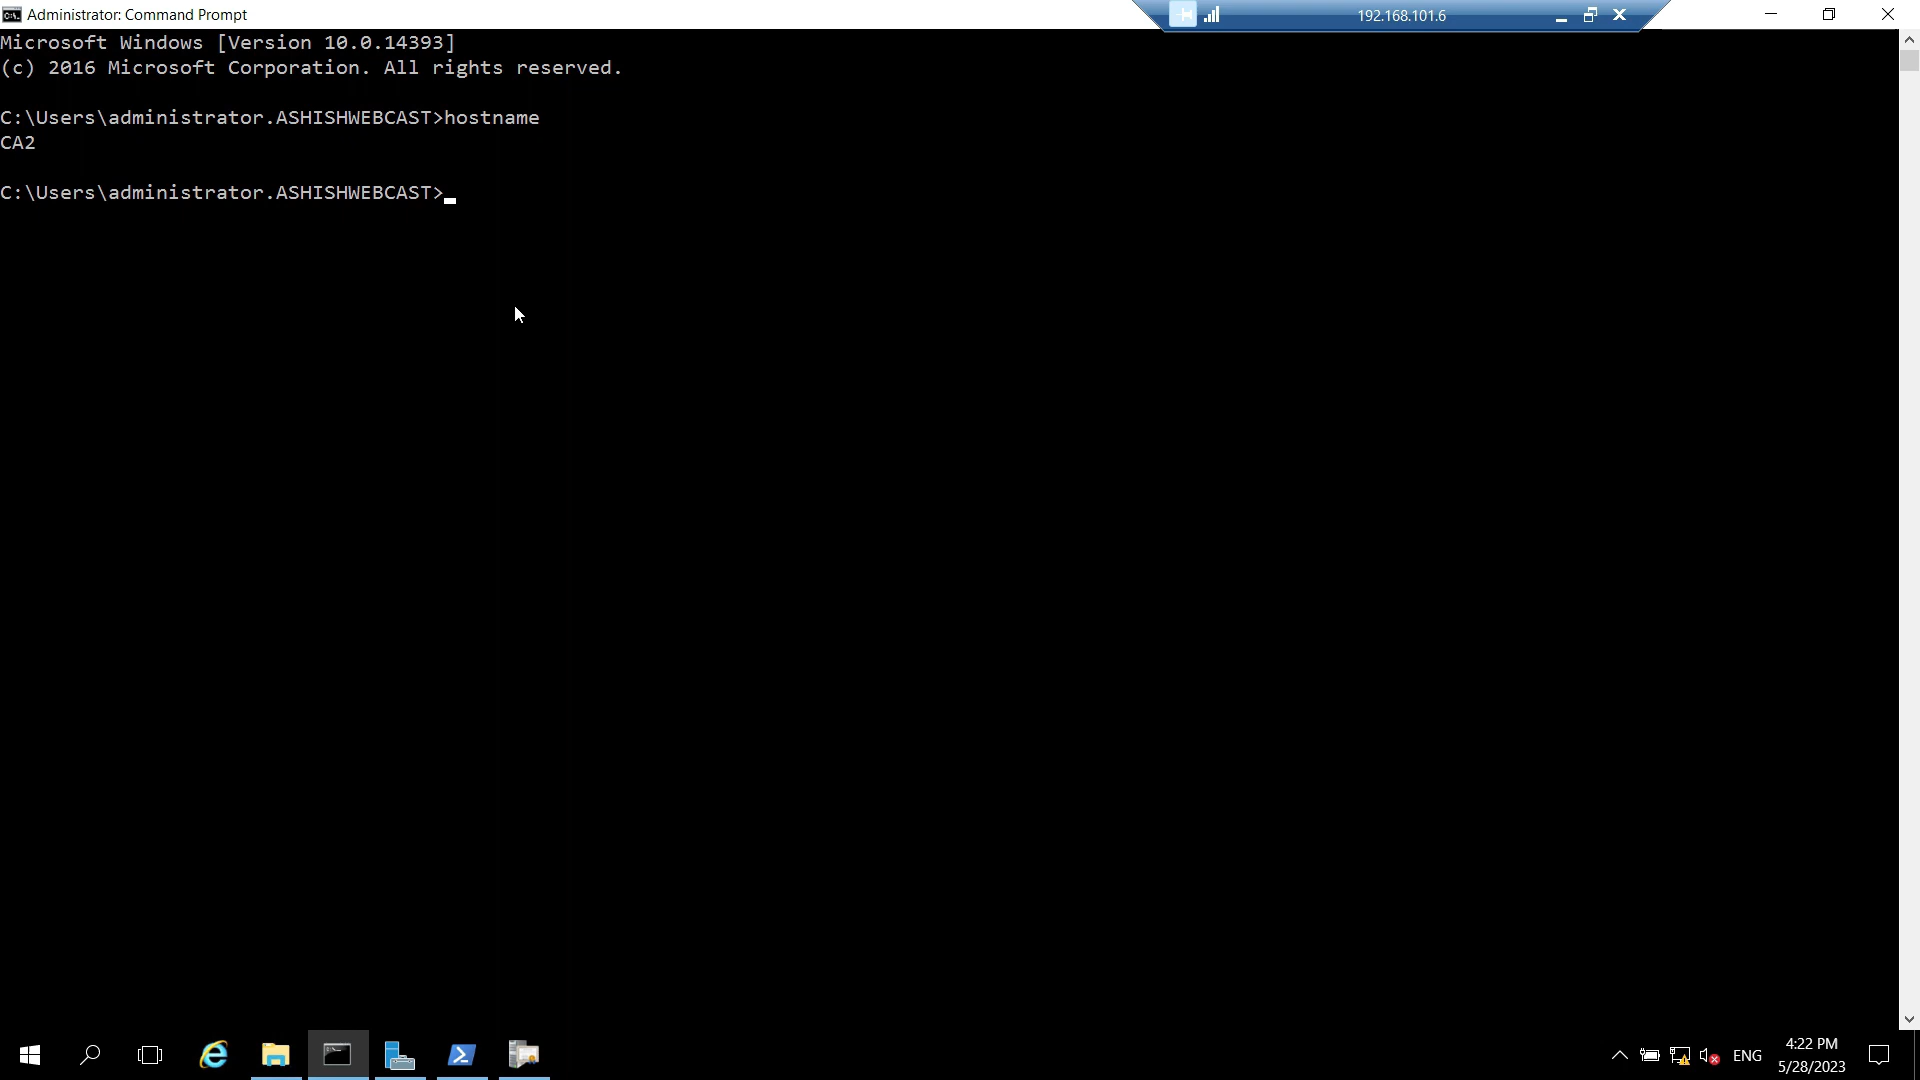 Administrator: Command Prompt
192.168.101.6
Microsoft Windows [Version 10.0.14393]
(c) 2016 Microsoft Corporation. All rights reserved.
C:\Users\administrator.ASHISHWEBCAST>hostname
CA2
C:\Users\administrator.ASHISHWEBCAST>
ENG
4:22 PM
5/28/2023